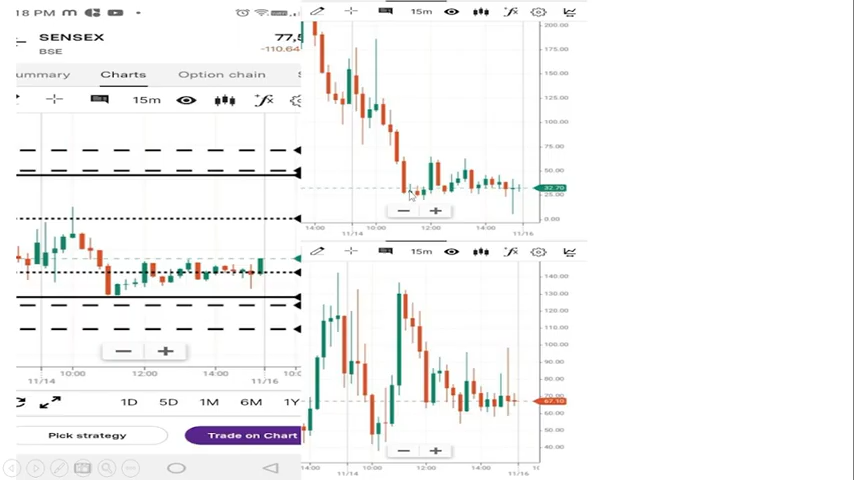 18 PM
SENSEX
77,5
BSE
-110.64
ummary
Charts
Option chain
S
15m
10:00
12:00
14:00
10:0
11/14
11/16
1D
5D
1M
6M
1Y
Pick strategy
Trade on Chart
15m
200.00
175.00
150.00
125.00
100.00
75.00
50.00
32.70
25.00
0.00
14:00
10:00
12:00
14:00
11/14
11/16
15m
140.00
130.00
120.00
110.00
100.00
90.00
80.00
70.00
67.10
60.00
50.00
40.00
14:00
10:00
12:00
14:00
11/14
11/16